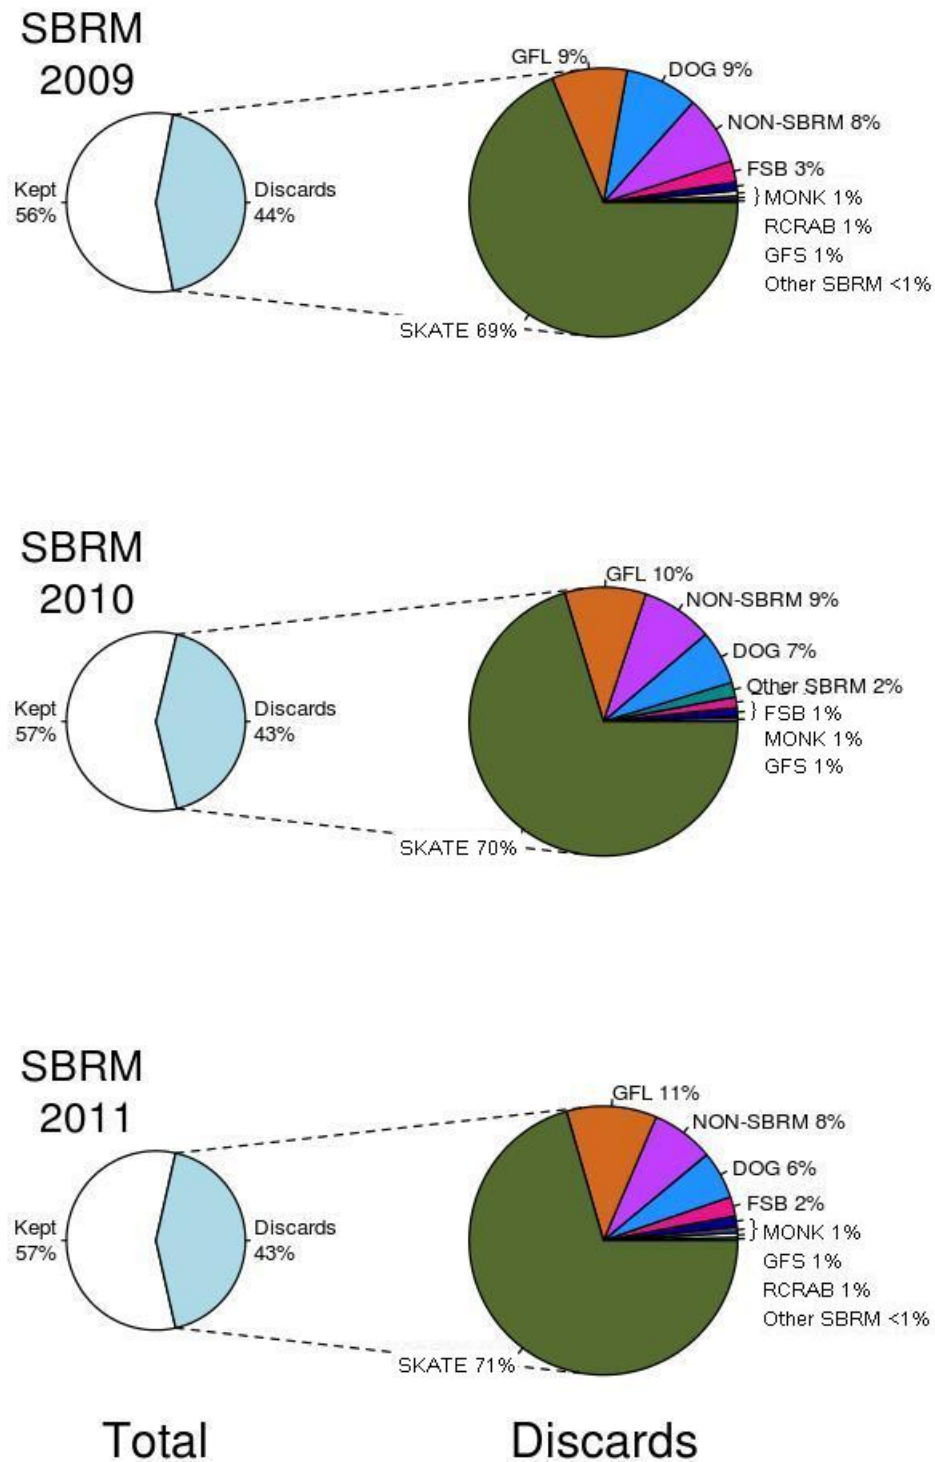 SBRM
2009
GFL 9%
DOG 9%
NON-SBRM 8%
FSB 3%
} MONK 1%
RCRAB 1%
GFS 1%
Other SBRM <1%
Kept
56%
Discards
44%
SKATE 69%
SBRM
2010
GFL 10%
NON-SBRM 9%
DOG 7%
Other SBRM 2%
} FSB 1%
MONK 1%
GFS 1%
Kept
57%
Discards
43%
SKATE 70%
SBRM
2011
GFL 11%
NON-SBRM 8%
DOG 6%
FSB 2%
} MONK 1%
GFS 1%
RCRAB 1%
Other SBRM <1%
Kept
57%
Discards
43%
SKATE 71%
Total
Discards